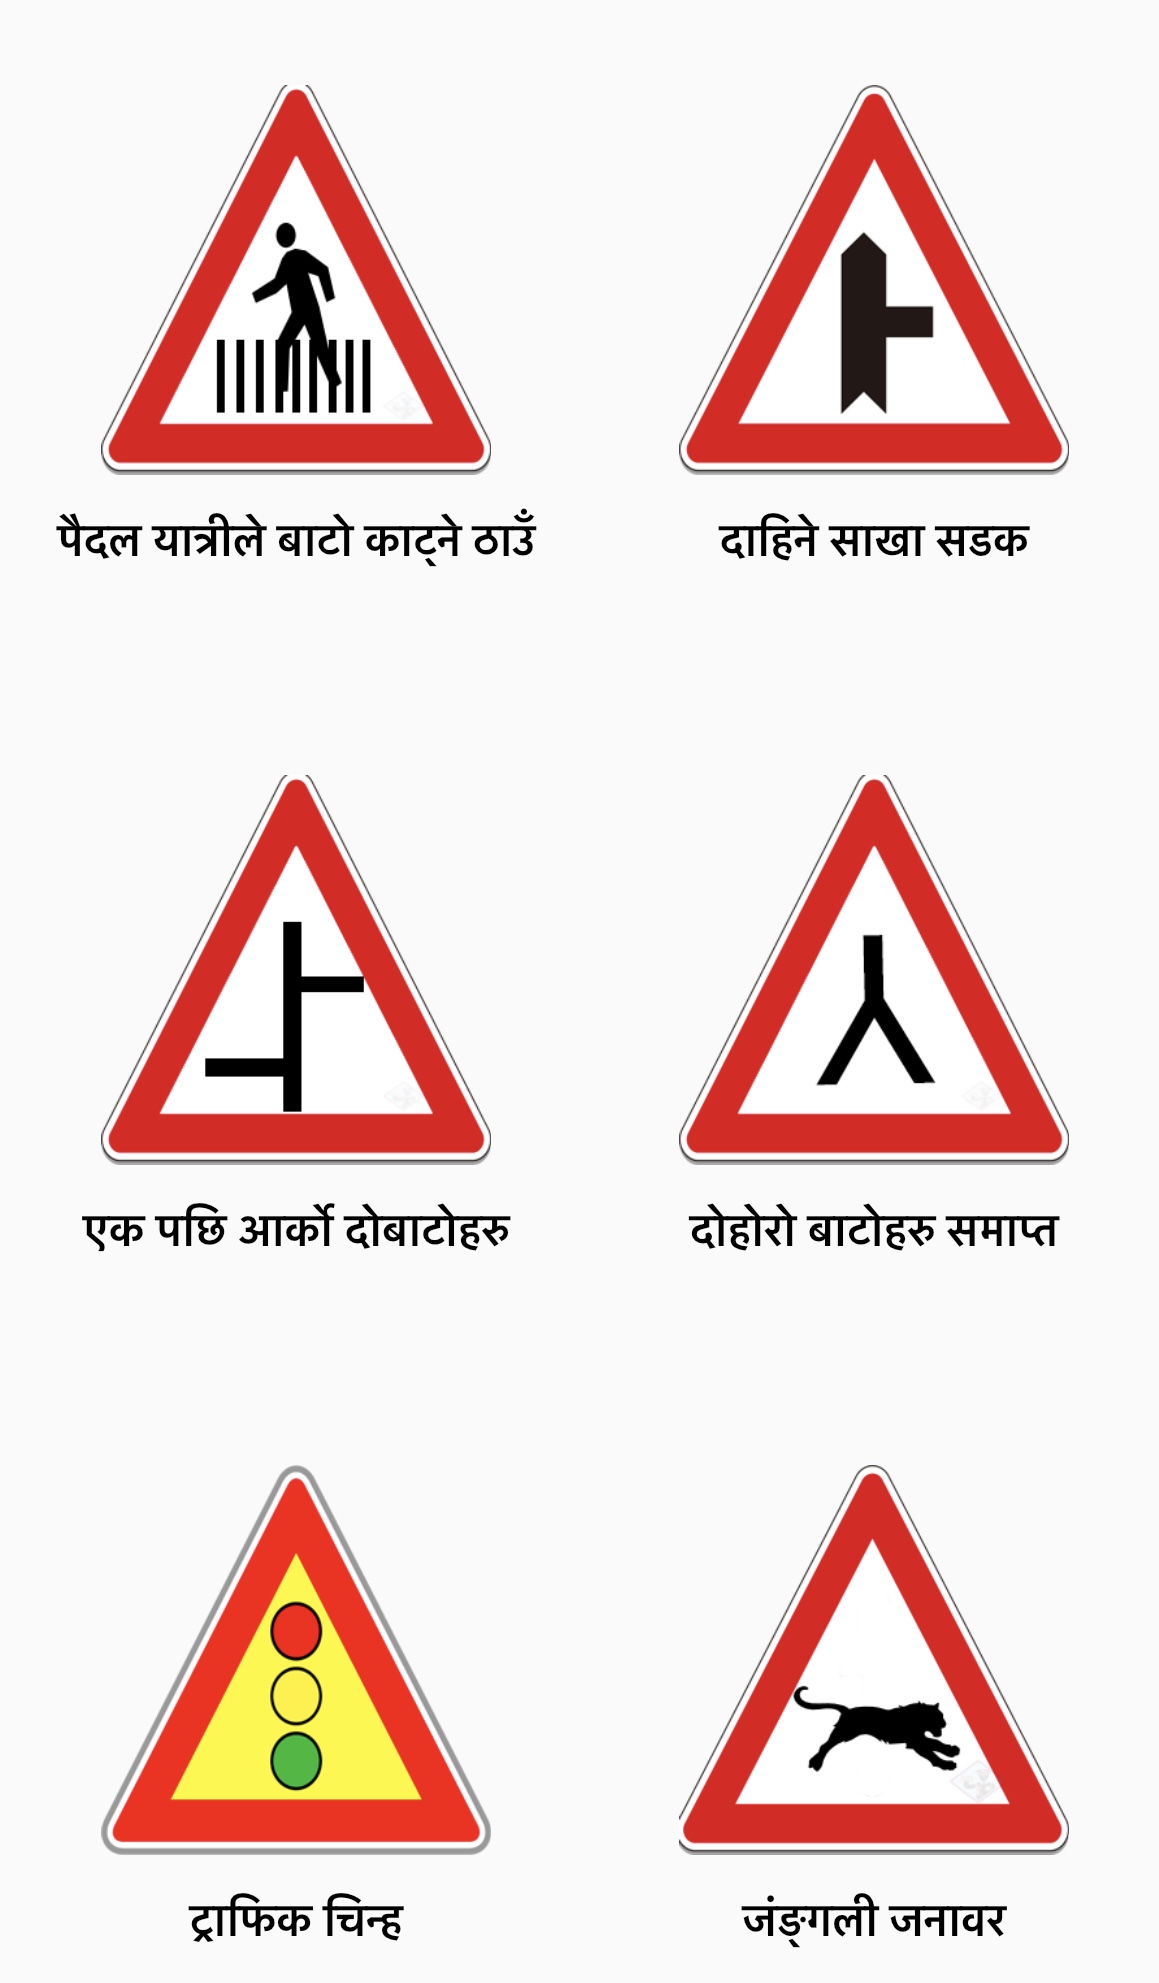 पैदल यात्रीले बाटो काट्ने ठाउँ
दाहिने साखा सडक
एक पछि आर्को दोबाटोहरु
दोहोरो बाटोहरु समाप्त
ट्राफिक चिन्ह
जंङ्गली जनावर